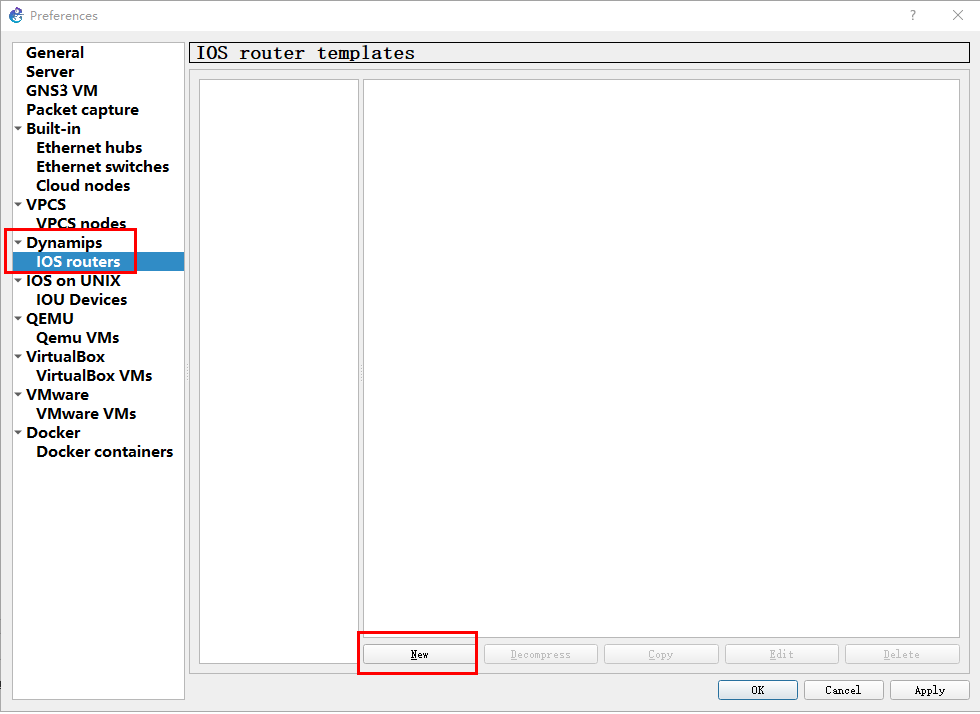 Preferences
General
Server
GNS3 VM
Packet capture
Built-in
Ethernet hubs
Ethernet switches
Cloud nodes
VPCS
VPCS nodes
Dynamips
IOS routers
IOS on UNIX
IOU Devices
QEMU
Qemu VMs
VirtualBox
VirtualBox VMs
VMware
VMware VMs
Docker
Docker containers
IOS router templates
New Decompress Copy Edit Delete
OK Cancel Apply